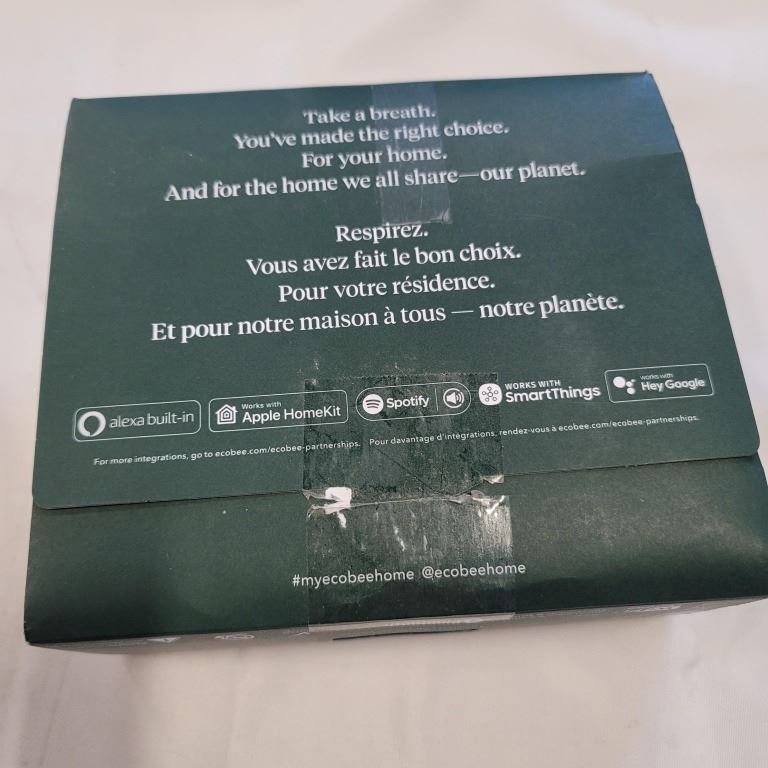 Take a breath.
You've made the right choice.
For your home.
And for the home we all share—our planet.
Respirez.
Vous avez fait le bon choix.
Pour votre résidence.
Et pour notre maison à tous — notre planète.
alexa built-in
Works with
Apple HomeKit
Spotify
WORKS WITH
SmartThings
works with
Hey Google
For more integrations, go to ecobee.com/ecobee-partnerships. Pour davantage d'intégrations, rendez-vous à ecobee.com/ecobee-partnerships.
#myecobeehome @ecobeehome